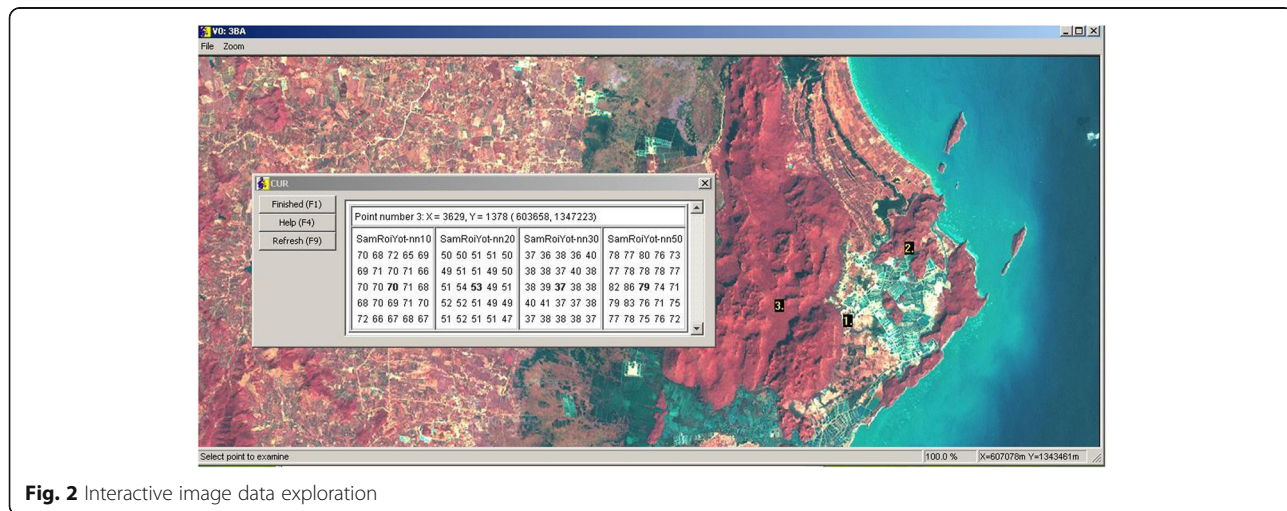 V0: 3BA
File Zoom
CUR
Finished (F1)
Help (F4)
Refresh (F9)
Point number 3: X = 3629, Y = 1378 ( 603658, 1347223)
SamRoiYot-nn10 SamRoiYot-nn20 SamRoiYot-nn30 SamRoiYot-nn50
70 68 72 65 69 50 50 51 51 50 37 36 38 36 40 78 77 80 76 73
69 71 70 71 66 49 51 51 49 50 38 38 37 40 38 77 78 78 78 77
70 70 70 71 68 51 54 53 49 51 38 39 37 38 38 82 86 79 74 71
68 70 69 71 70 52 52 51 49 49 40 41 37 37 38 79 83 76 71 75
72 66 67 68 67 51 52 51 51 47 37 38 38 38 37 77 78 75 76 72
2.
3.
1.
Select point to examine 100.0 % X=607078m Y=1343461m
Fig. 2 Interactive image data exploration